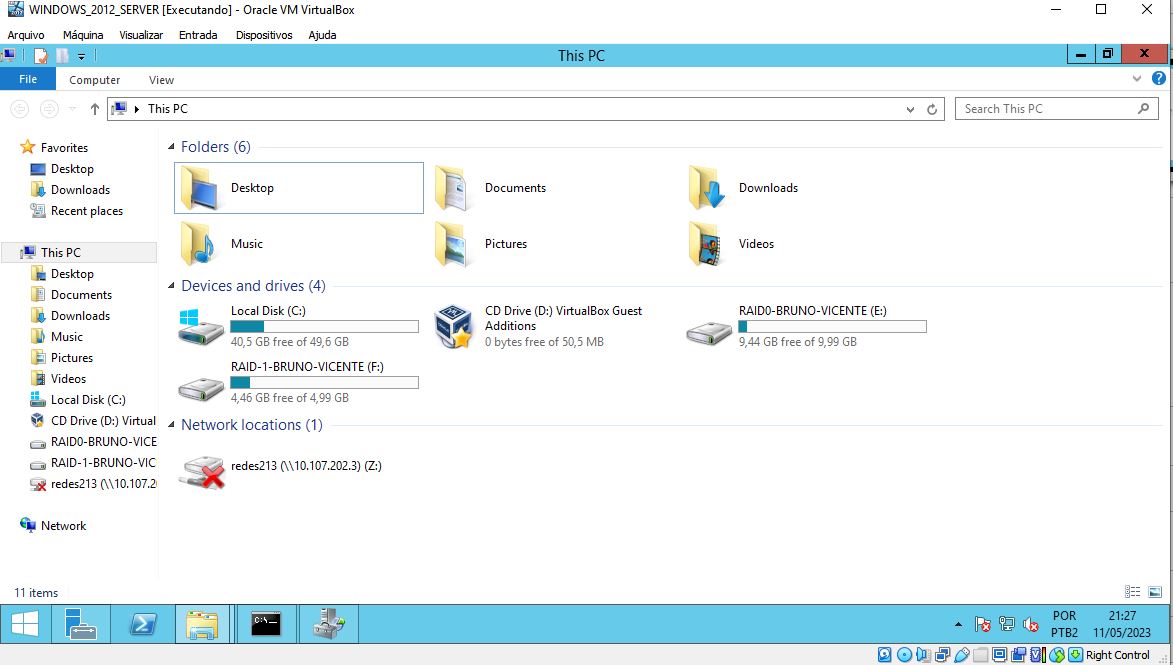 WINDOWS_2012_SERVER [Executando] - Oracle VM VirtualBox
Arquivo Máquina Visualizar Entrada Dispositivos Ajuda
This PC
File Computer View
This PC
Search This PC
Favorites
Desktop
Downloads
Recent places
This PC
Desktop
Documents
Downloads
Music
Pictures
Videos
Local Disk (C:)
CD Drive (D:) Virtual
RAID0-BRUNO-VICE
RAID-1-BRUNO-VIC
redes213 (\\10.107.20
Network
Folders (6)
Desktop
Documents
Downloads
Music
Pictures
Videos
Devices and drives (4)
Local Disk (C:)
40,5 GB free of 49,6 GB
CD Drive (D:) VirtualBox Guest
Additions
0 bytes free of 50,5 MB
RAID0-BRUNO-VICENTE (E:)
9,44 GB free of 9,99 GB
RAID-1-BRUNO-VICENTE (F:)
4,46 GB free of 4,99 GB
Network locations (1)
redes213 (\\10.107.202.3) (Z:)
11 items
POR
PTB2
21:27
11/05/2023
Right Control